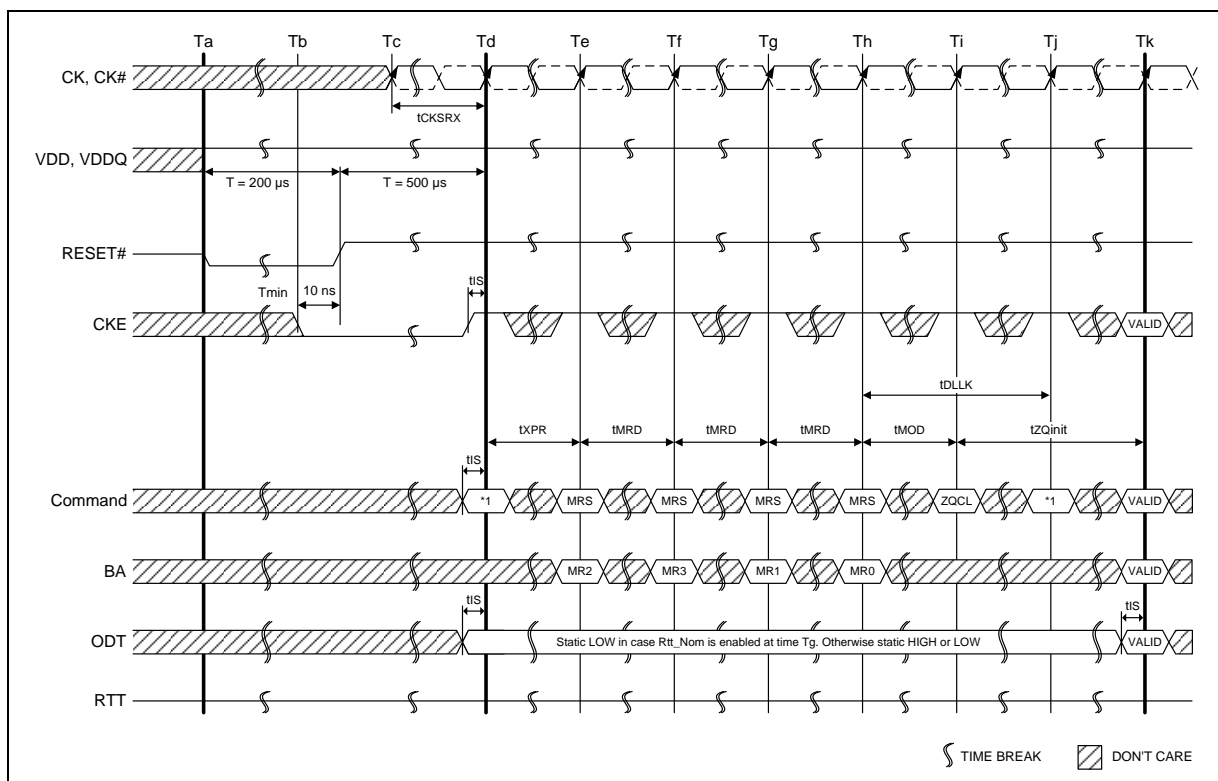 Ta Tb Tc Td Te Tf Tg Th Ti Tj Tk
CK, CK#
tCKSRX
VDD, VDDQ
T = 200 µs T = 500 µs
RESET#
Tmin 10 ns tIS
CKE VALID
tDLLK
tXPR tMRD tMRD tMRD tMOD tZQinit
tIS
Command *1 MRS MRS MRS MRS ZQCL *1 VALID
BA MR2 MR3 MR1 MR0 VALID
tIS tIS
ODT Static LOW in case Rtt_Nom is enabled at time Tg. Otherwise static HIGH or LOW VALID
RTT
TIME BREAK DON'T CARE